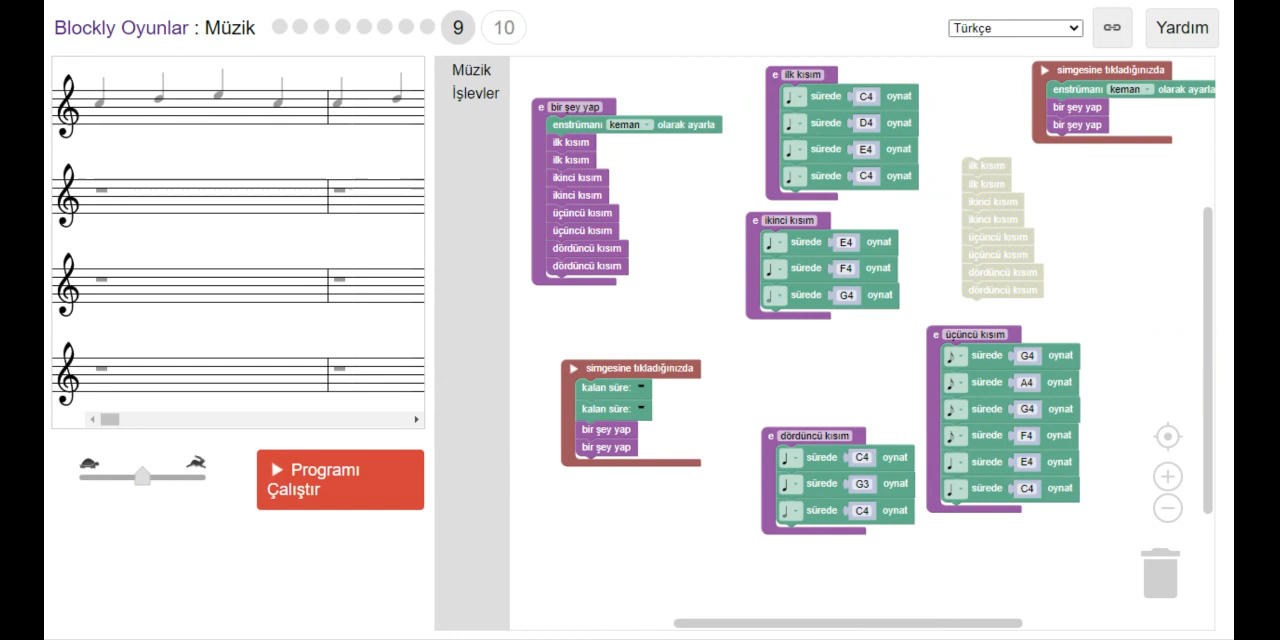 Blockly Oyunlar : Müzik
9
10
Türkçe
Yardım
Müzik
İşlevler
Programı
Çalıştır
e bir şey yap
enstrümanı keman olarak ayarla
ilk kısım
ilk kısım
ikinci kısım
ikinci kısım
üçüncü kısım
üçüncü kısım
dördüncü kısım
dördüncü kısım
simgesine tıkladığınızda
kalan süre:
kalan süre:
bir şey yap
bir şey yap
e ilk kısım
sürede C4 oynat
sürede D4 oynat
sürede E4 oynat
sürede C4 oynat
e ikinci kısım
sürede E4 oynat
sürede F4 oynat
sürede G4 oynat
e dördüncü kısım
sürede C4 oynat
sürede G3 oynat
sürede C4 oynat
simgesine tıkladığınızda
enstrümanı keman olarak ayarla
bir şey yap
bir şey yap
ilk kısım
ilk kısım
ikinci kısım
ikinci kısım
üçüncü kısım
üçüncü kısım
dördüncü kısım
dördüncü kısım
e üçüncü kısım
sürede G4 oynat
sürede A4 oynat
sürede G4 oynat
sürede F4 oynat
sürede E4 oynat
sürede C4 oynat